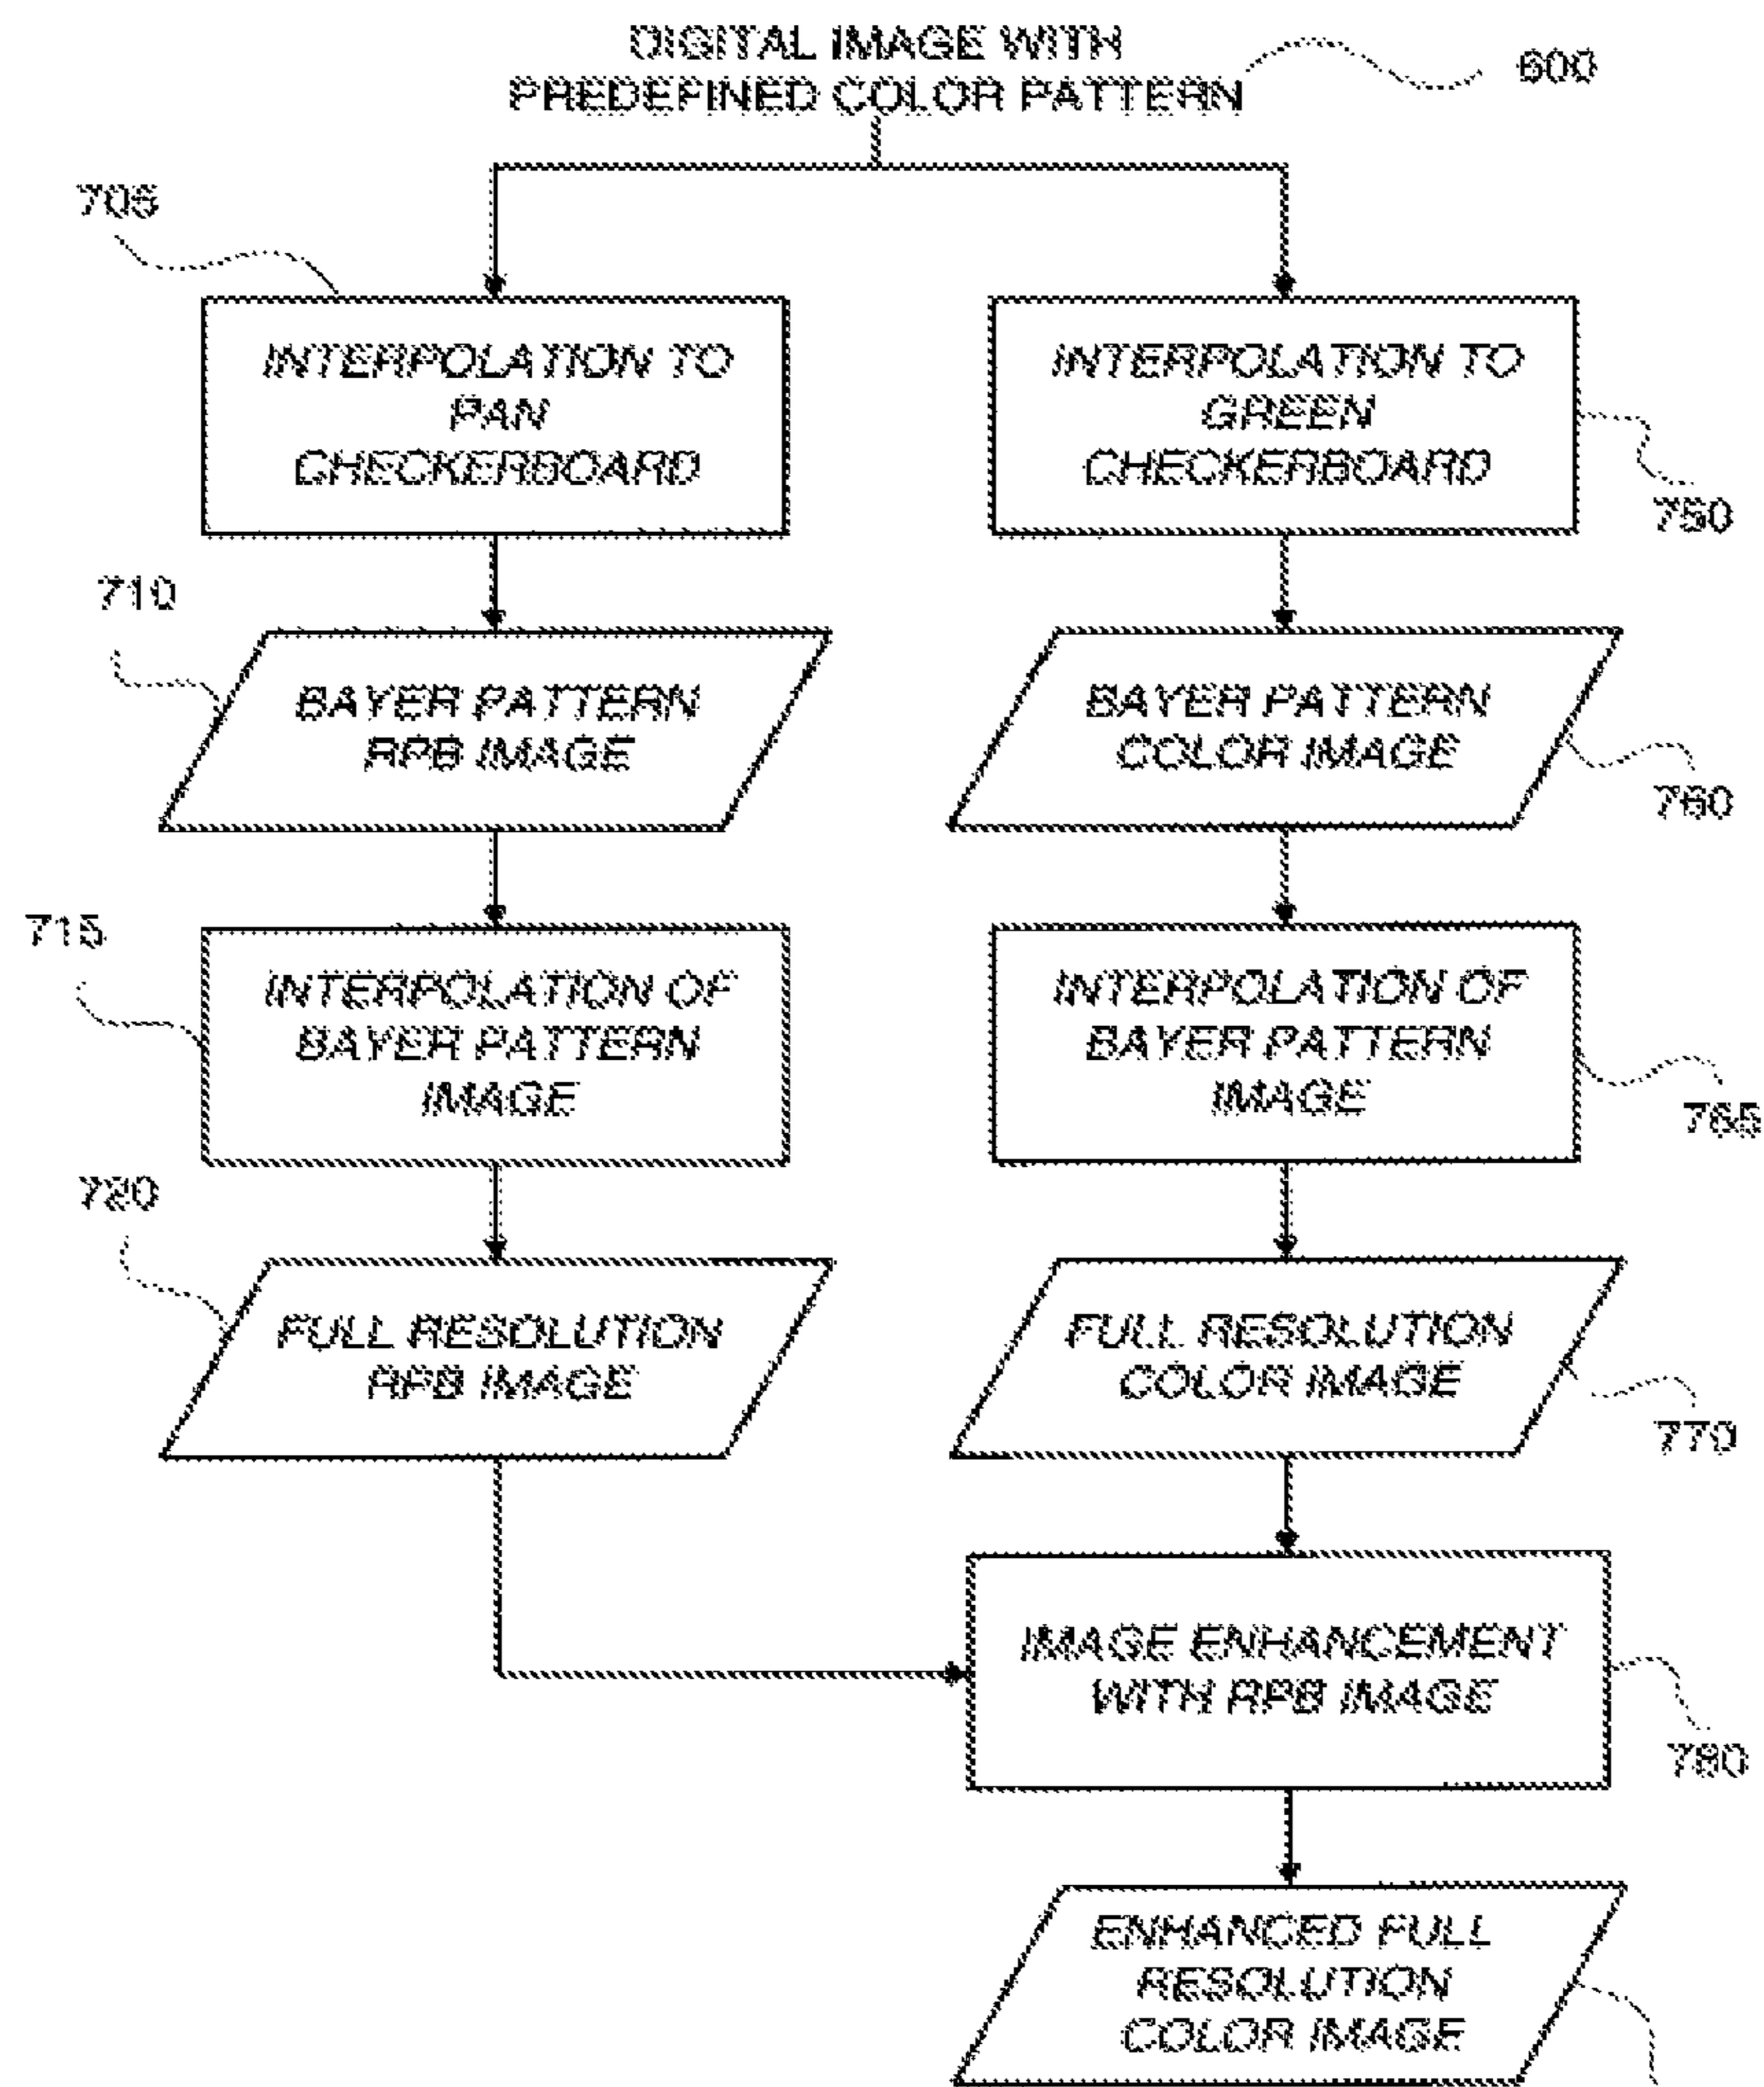 DIGITAL IMAGE WITH
PREDEFINED COLOR PATTERN
600
705
INTERPOLATION TO
PAN
CHECKERBOARD
INTERPOLATION TO
GREEN
CHECKERBOARD
750
710
BAYER PATTERN
RPB IMAGE
BAYER PATTERN
COLOR IMAGE
760
715
INTERPOLATION OF
BAYER PATTERN
IMAGE
INTERPOLATION OF
BAYER PATTERN
IMAGE
765
720
FULL RESOLUTION
RPB IMAGE
FULL RESOLUTION
COLOR IMAGE
770
IMAGE ENHANCEMENT
WITH RPB IMAGE
780
ENHANCED FULL
RESOLUTION
COLOR IMAGE